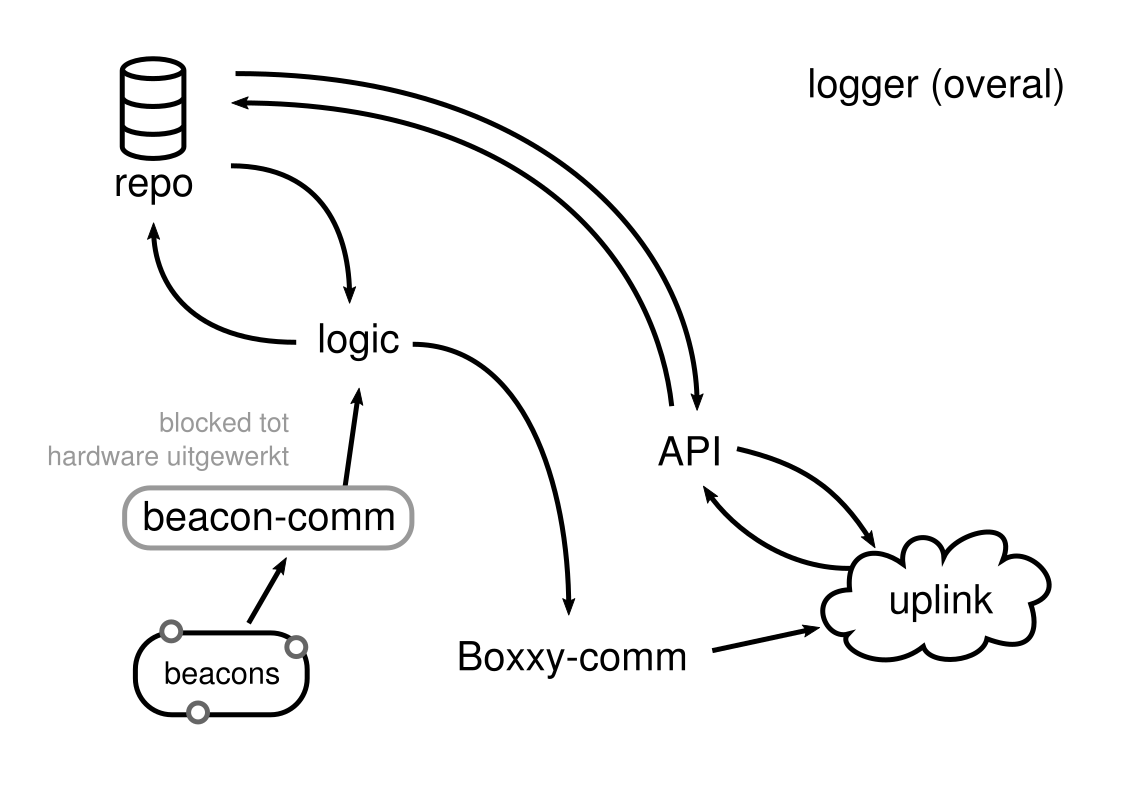 logger (overal)
repo
logic
blocked tot
hardware uitgewerkt
API
beacon-comm
uplink
Boxxy-comm
beacons